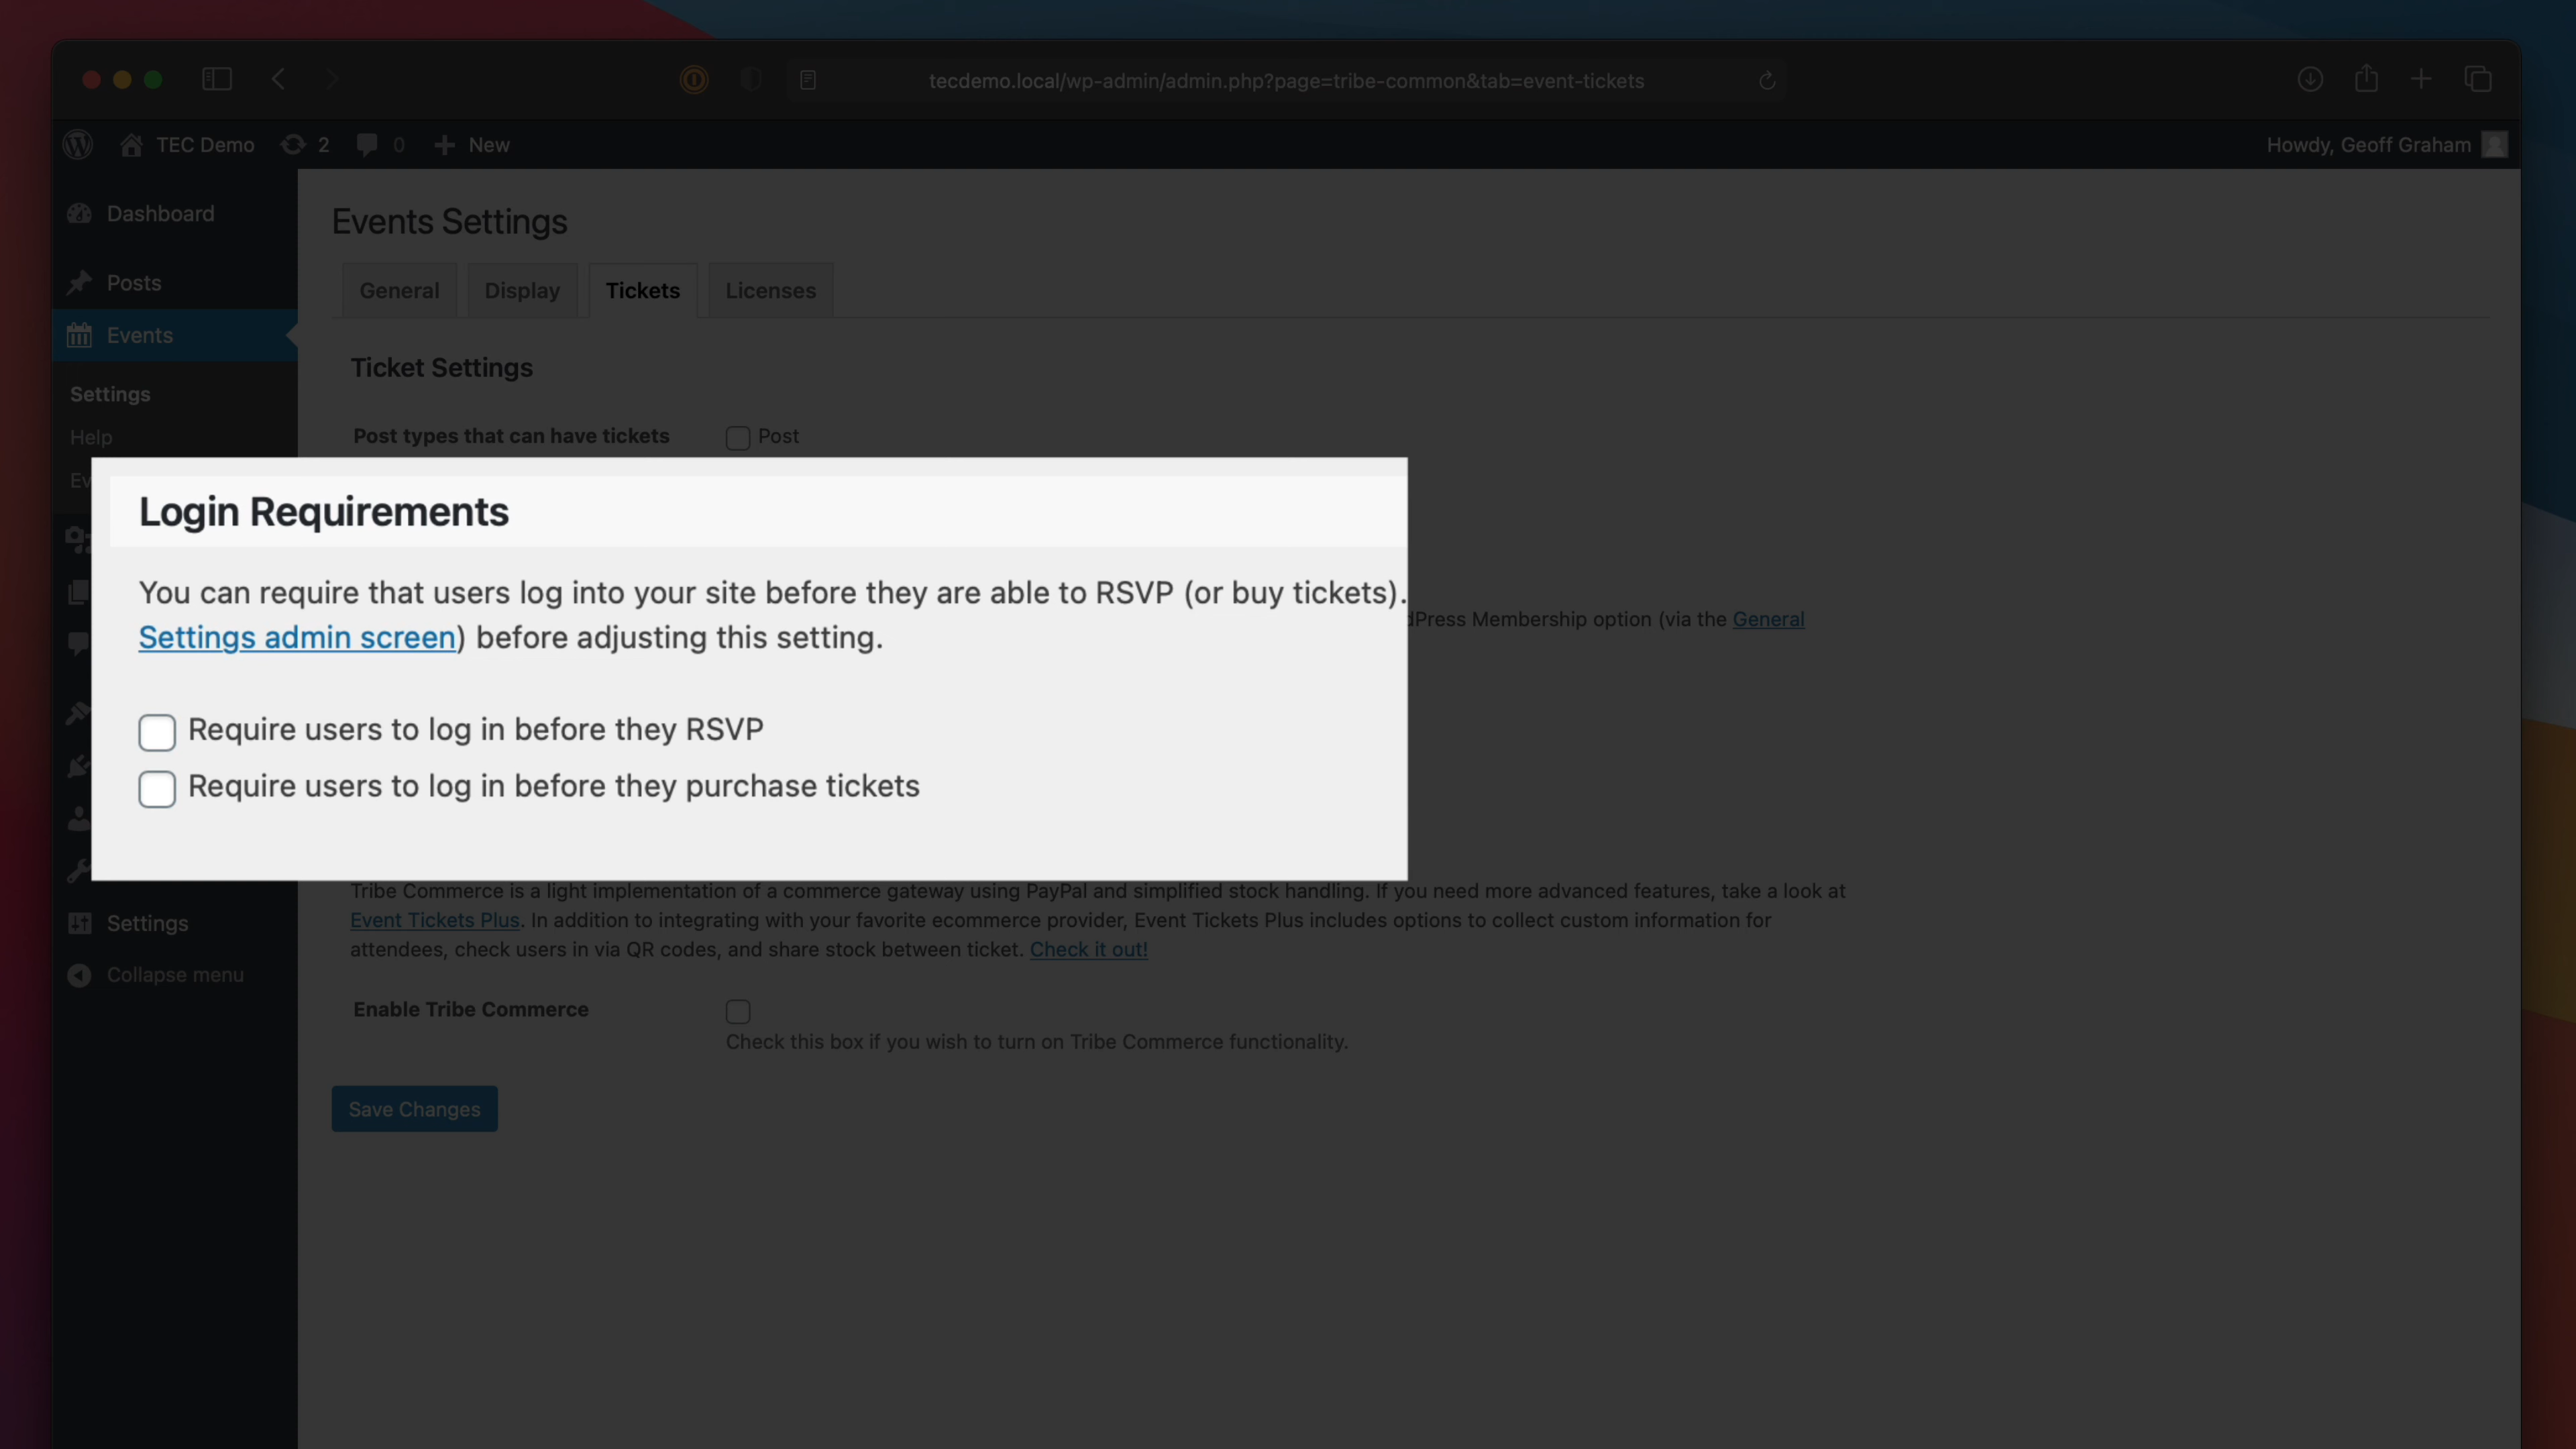 tecdemo.local/wp-admin/admin.php?page=tribe-common&tab=event-tickets
TEC Demo 2 0 New
Howdy, Geoff Graham
Dashboard
Posts
Events
Settings
Help
Settings
Collapse menu
Events Settings
General Display Tickets Licenses
Ticket Settings
Post types that can have tickets Post
Login Requirements
You can require that users log into your site before they are able to RSVP (or buy tickets).
Membership option (via the General
Settings admin screen) before adjusting this setting.
Require users to log in before they RSVP
Require users to log in before they purchase tickets
Tribe Commerce is a light implementation of a commerce gateway using PayPal and simplified stock handling. If you need more advanced features, take a look at
Event Tickets Plus. In addition to integrating with your favorite ecommerce provider, Event Tickets Plus includes options to collect custom information for
attendees, check users in via QR codes, and share stock between ticket. Check it out!
Enable Tribe Commerce
Check this box if you wish to turn on Tribe Commerce functionality.
Save Changes